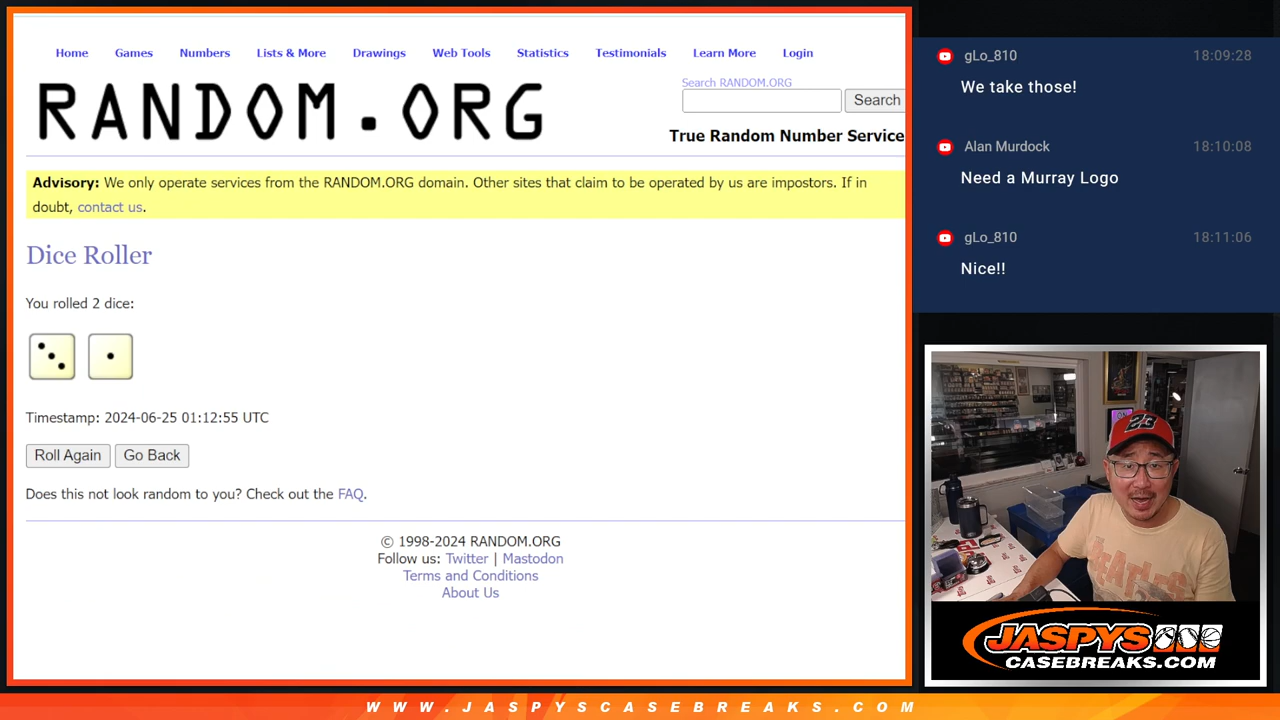 Home Games Numbers Lists & More Drawings Web Tools Statistics Testimonials Learn More Login
RANDOM.ORG
Search RANDOM.ORG
Search
True Random Number Service
Advisory: We only operate services from the RANDOM.ORG domain. Other sites that claim to be operated by us are impostors. If in
doubt, contact us.
Dice Roller
You rolled 2 dice:
Timestamp: 2024-06-25 01:12:55 UTC
Roll Again Go Back
Does this not look random to you? Check out the FAQ.
© 1998-2024 RANDOM.ORG
Follow us: Twitter | Mastodon
Terms and Conditions
About Us
gLo_810 18:09:28
We take those!
Alan Murdock 18:10:08
Need a Murray Logo
gLo_810 18:11:06
Nice!!
23
JASPYS
CASEBREAKS.COM
WWW.JASPYSCASEBREAKS.COM